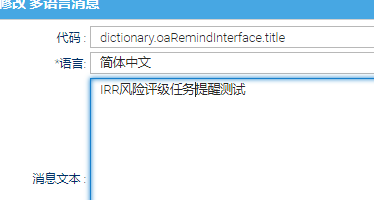 修改 多语言消息
代码 : dictionary.oaRemindInterface.title
*语言: 简体中文
IRR风险评级任务提醒测试
消息文本 :